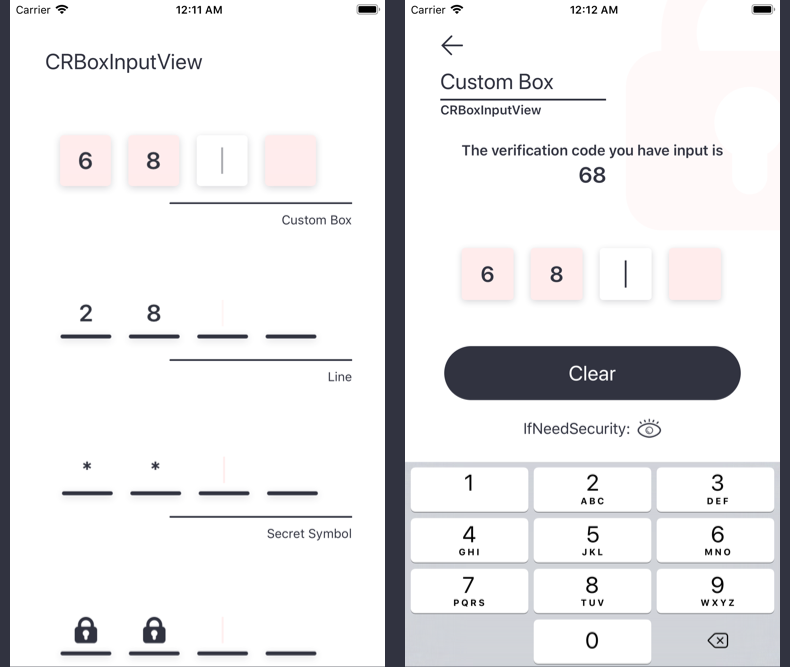 Carrier 12:11 AM
CRBoxInputView
6 8
Custom Box
2 8
Line
* *
Secret Symbol
Carrier 12:12 AM
Custom Box
CRBoxInputView
The verification code you have input is
68
6 8
Clear
IfNeedSecurity:
1 2 3
ABC DEF
4 5 6
GHI JKL MNO
7 8 9
PQRS TUV WXYZ
0